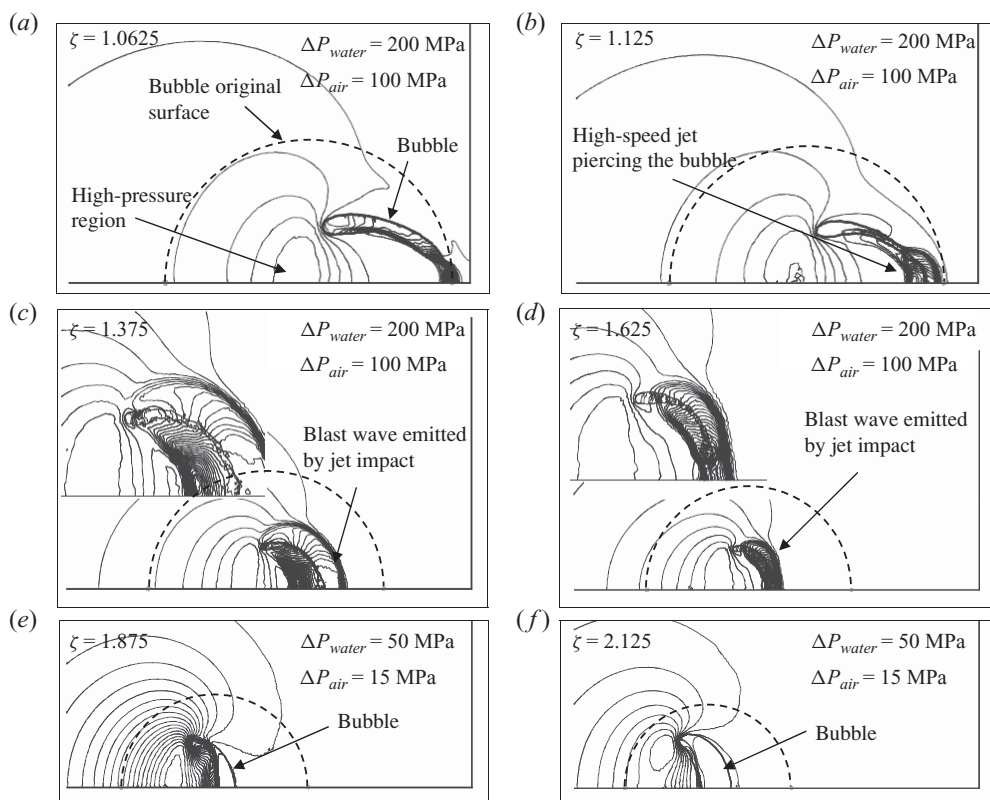 (a)
ζ = 1.0625
ΔP_water = 200 MPa
ΔP_air = 100 MPa
Bubble original
surface
Bubble
High-pressure
region
(b)
ζ = 1.125
ΔP_water = 200 MPa
ΔP_air = 100 MPa
High-speed jet
piercing the bubble
(c)
ζ = 1.375
ΔP_water = 200 MPa
ΔP_air = 100 MPa
Blast wave emitted
by jet impact
(d)
ζ = 1.625
ΔP_water = 200 MPa
ΔP_air = 100 MPa
Blast wave emitted
by jet impact
(e)
ζ = 1.875
ΔP_water = 50 MPa
ΔP_air = 15 MPa
Bubble
(f)
ζ = 2.125
ΔP_water = 50 MPa
ΔP_air = 15 MPa
Bubble